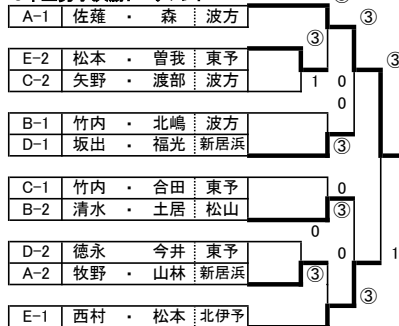 ③
A-1 佐薙 ・ 森 波方
③
③
③
E-2 松本 ・ 曽我 東予
C-2 矢野 ・ 渡部 波方
1 0
0
B-1 竹内 ・ 北嶋 波方
D-1 坂出 ・ 福光 新居浜
③
C-1 竹内 ・ 合田 東予
0
B-2 清水 ・ 土居 松山
③
0
D-2 徳永 今井 東予
0 1
A-2 牧野 ・ 山林 新居浜
③
③
E-1 西村 ・ 松本 北伊予
③